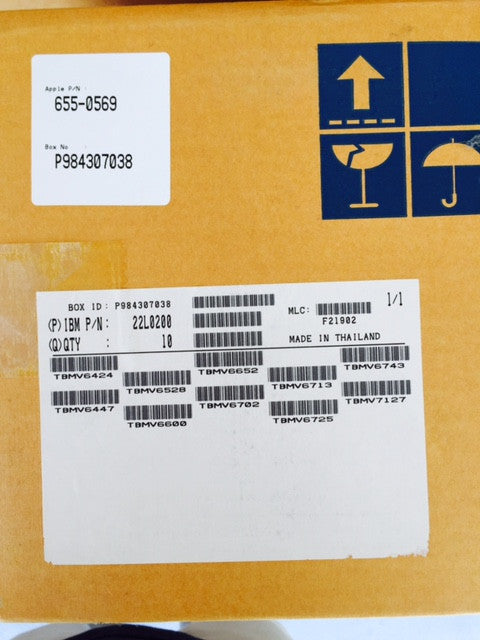 Apple P/N :
655-0569
Box No
P984307038
BOX ID: P984307038
MLC:
1/1
F21902
(P)IBM P/N: 22L0200
(Q)QTY : 10
MADE IN THAILAND
TBMV6424
TBMV6528
TBMV6652
TBMV6713
TBMV6743
TBMV6447
TBMV6600
TBMV6702
TBMV6725
TBMV7127